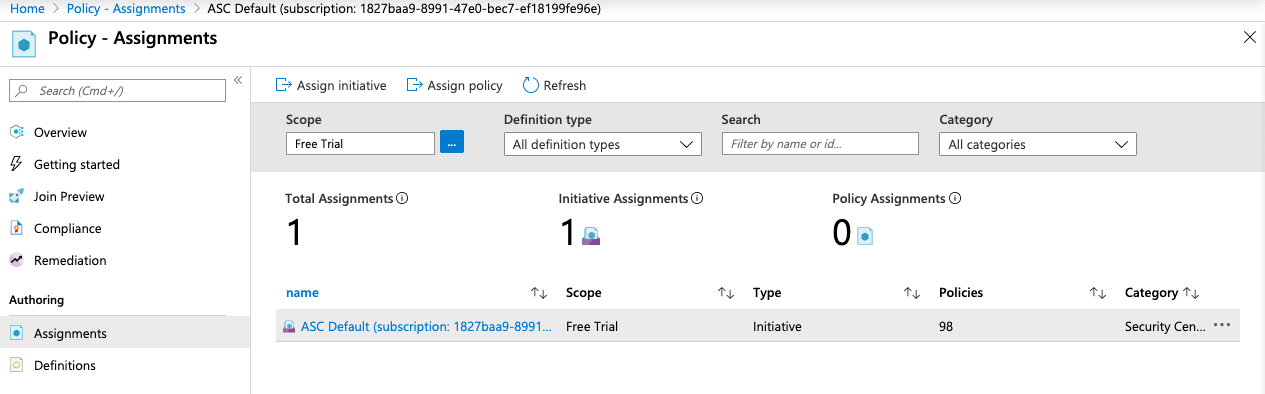 Home > Policy - Assignments > ASC Default (subscription: 1827baa9-8991-47e0-bec7-ef18199fe96e)
Policy - Assignments
Search (Cmd+/)
Overview
Getting started
Join Preview
Compliance
Remediation
Authoring
Assignments
Definitions
Assign initiative Assign policy Refresh
Scope Definition type Search Category
Free Trial ... All definition types Filter by name or id... All categories
Total Assignments Initiative Assignments Policy Assignments
1 1 0
name Scope Type Policies Category
ASC Default (subscription: 1827baa9-8991... Free Trial Initiative 98 Security Cen... ...